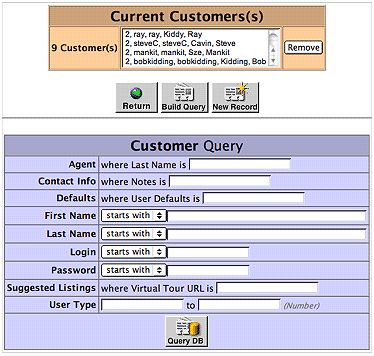 Current Customers(s)
9 Customer(s)
2, ray, ray, Kiddy, Ray
2, steveC, steveC, Cavin, Steve
2, mankit, mankit, Sze, Mankit
2, bobkidding, bobkidding, Kidding, Bob
Remove
Return
Build Query
New Record
Customer Query
Agent where Last Name is
Contact Info where Notes is
Defaults where User Defaults is
First Name starts with
Last Name starts with
Login starts with
Password starts with
Suggested Listings where Virtual Tour URL is
User Type to (Number)
Query DB